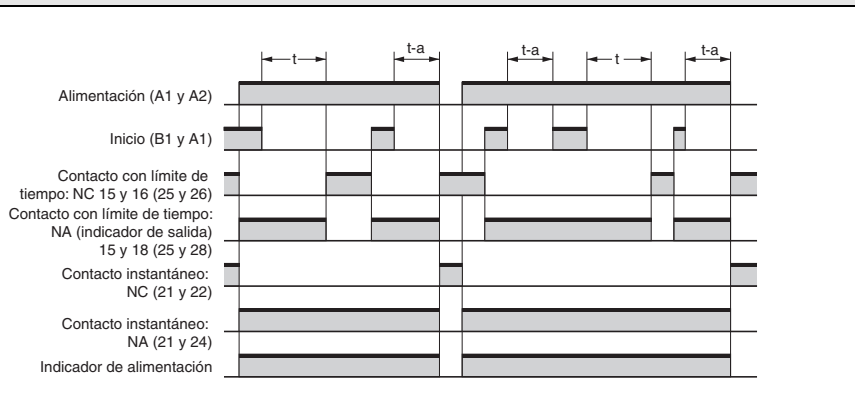 t
t-a
t-a
t
t-a
Alimentación (A1 y A2)
Inicio (B1 y A1)
Contacto con límite de
tiempo: NC 15 y 16 (25 y 26)
Contacto con límite de tiempo:
NA (indicador de salida)
15 y 18 (25 y 28)
Contacto instantáneo:
NC (21 y 22)
Contacto instantáneo:
NA (21 y 24)
Indicador de alimentación